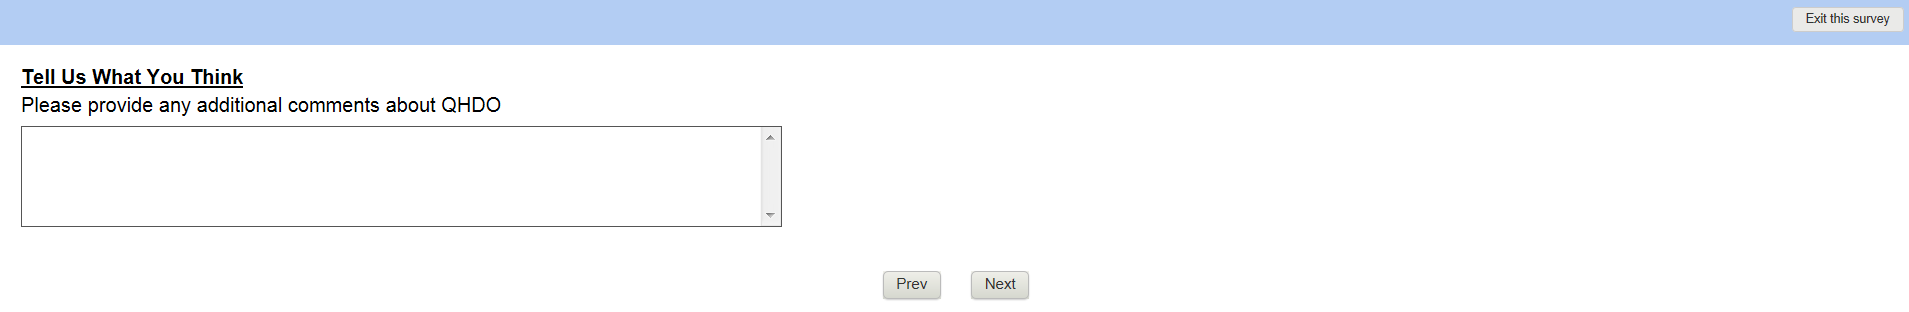 Exit this survey
Tell Us What You Think
Please provide any additional comments about QHDO
Prev Next